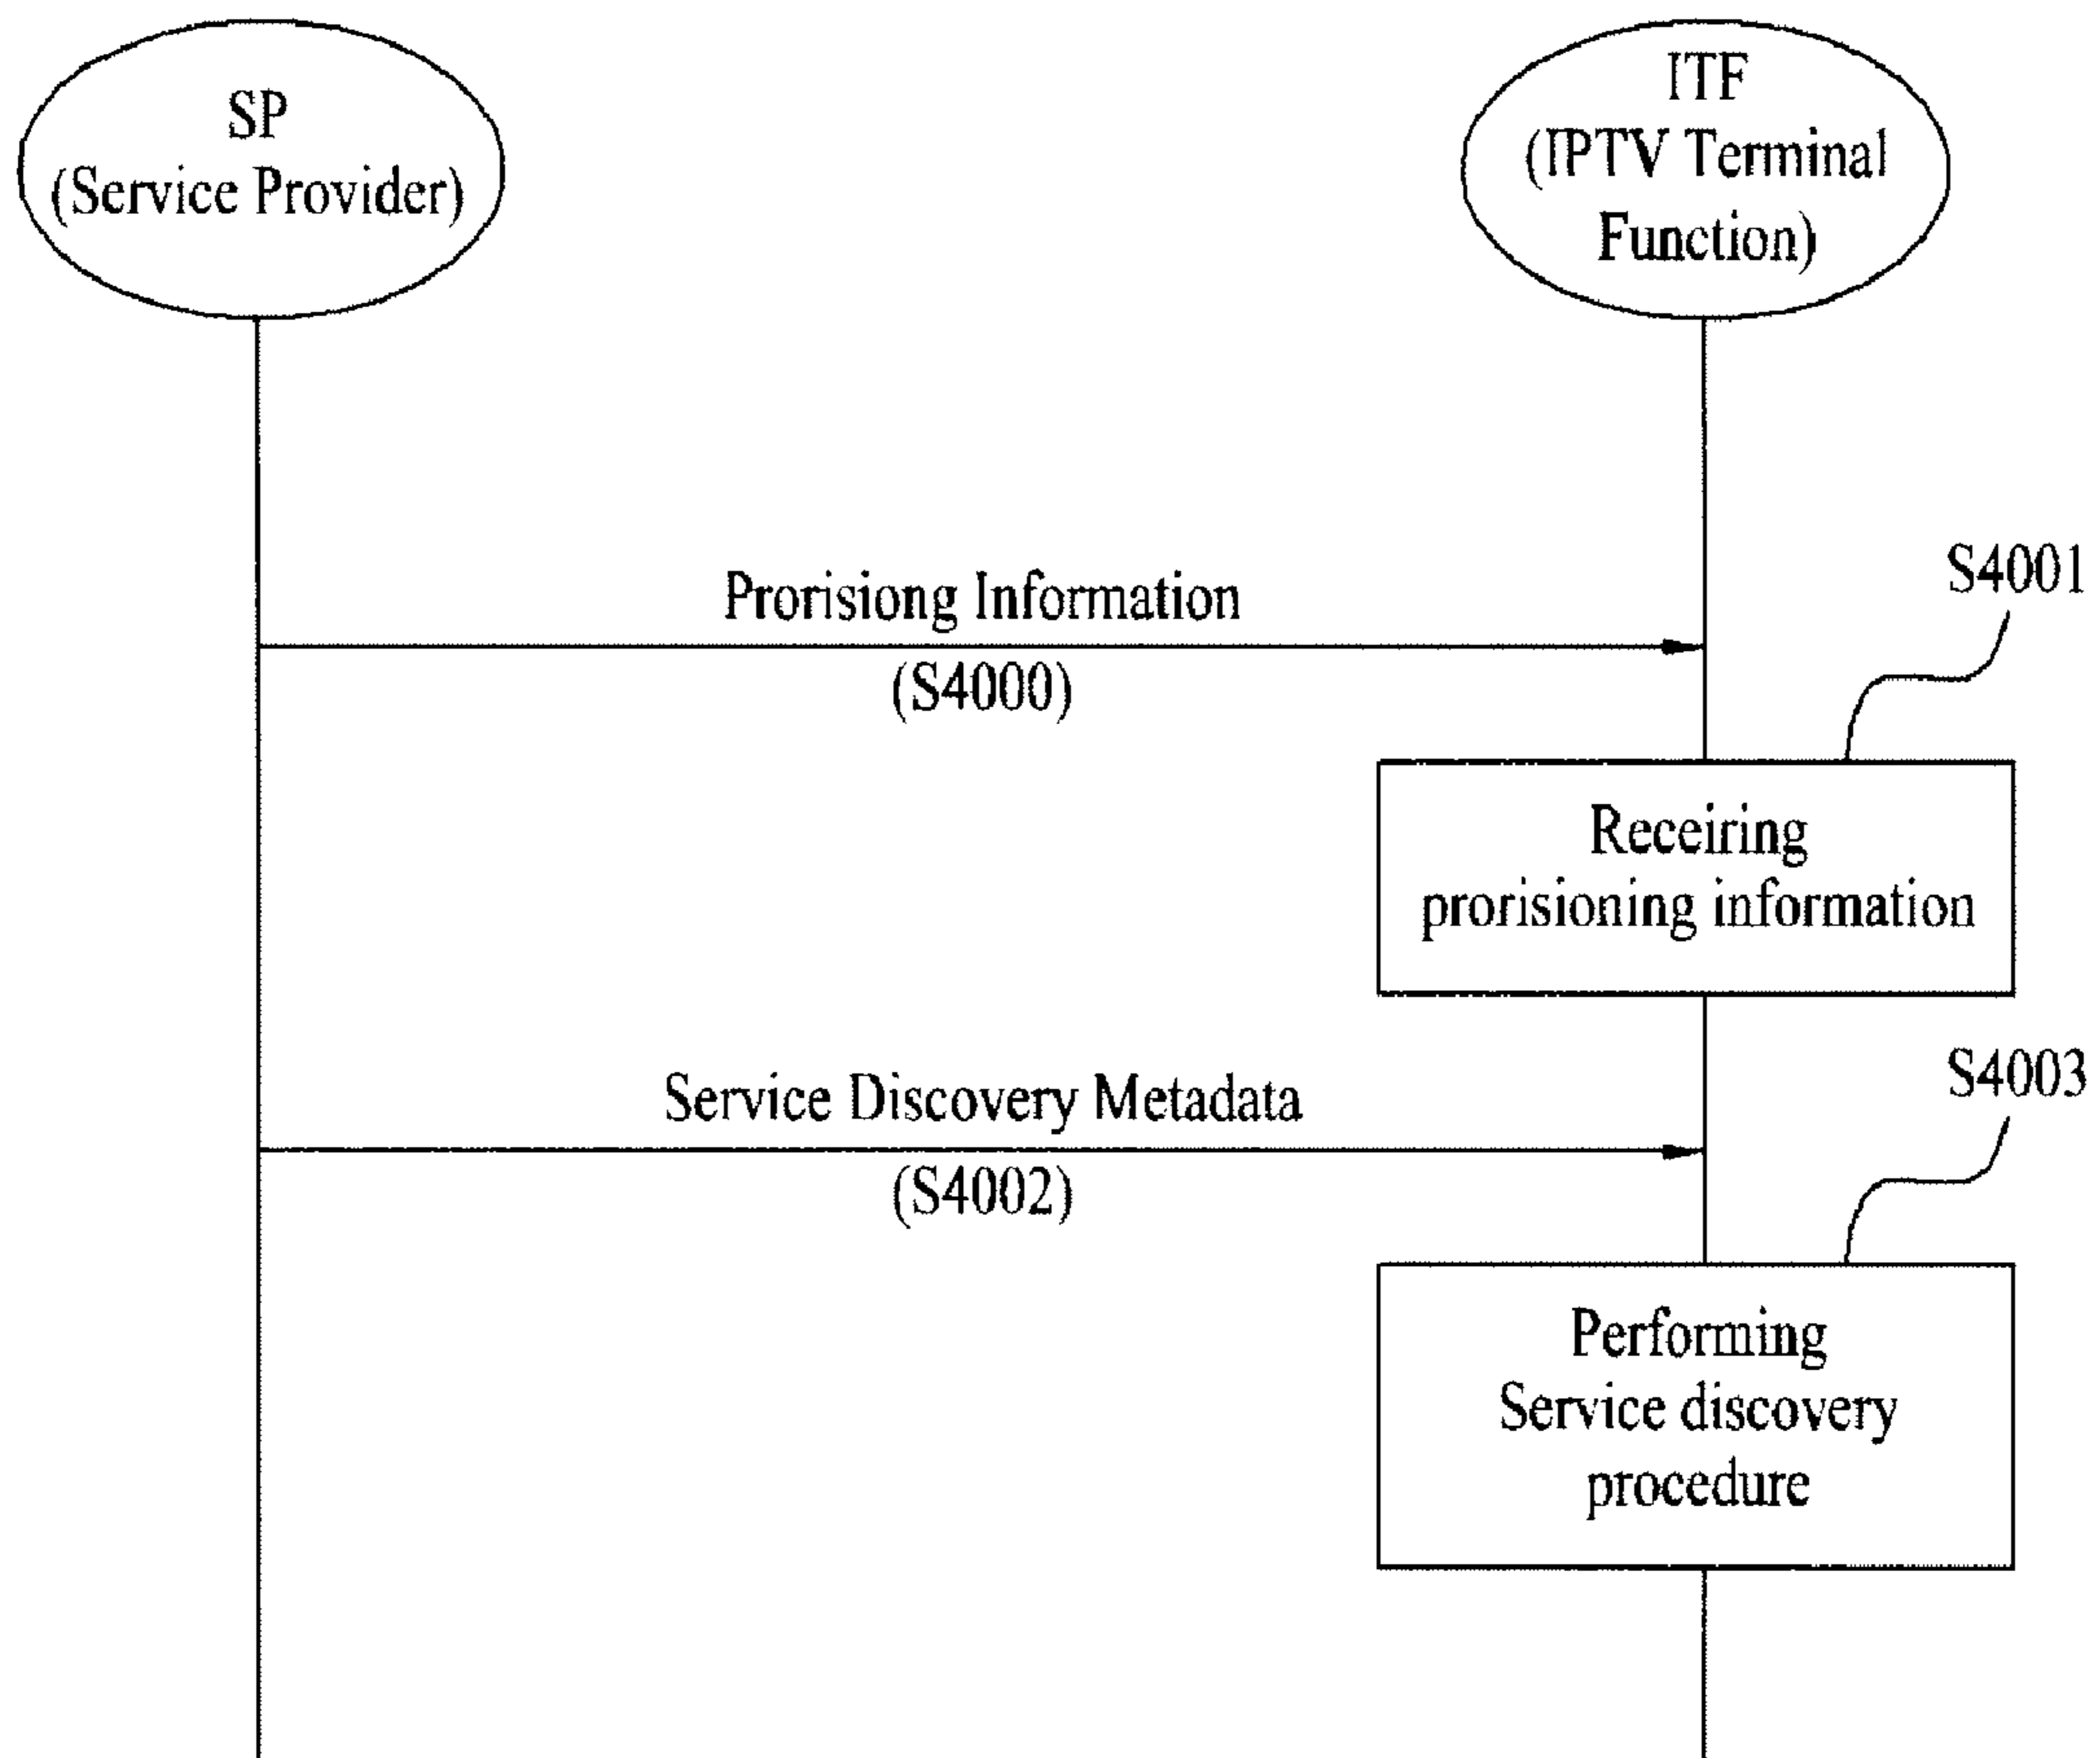 SP
(Service Provider)
ITF
(IPTV Terminal
Function)
S4001
Prorisiong Information
(S4000)
Receiring
prorisioning information
S4003
Service Discovery Metadata
(S4002)
Performing
Service discovery
procedure